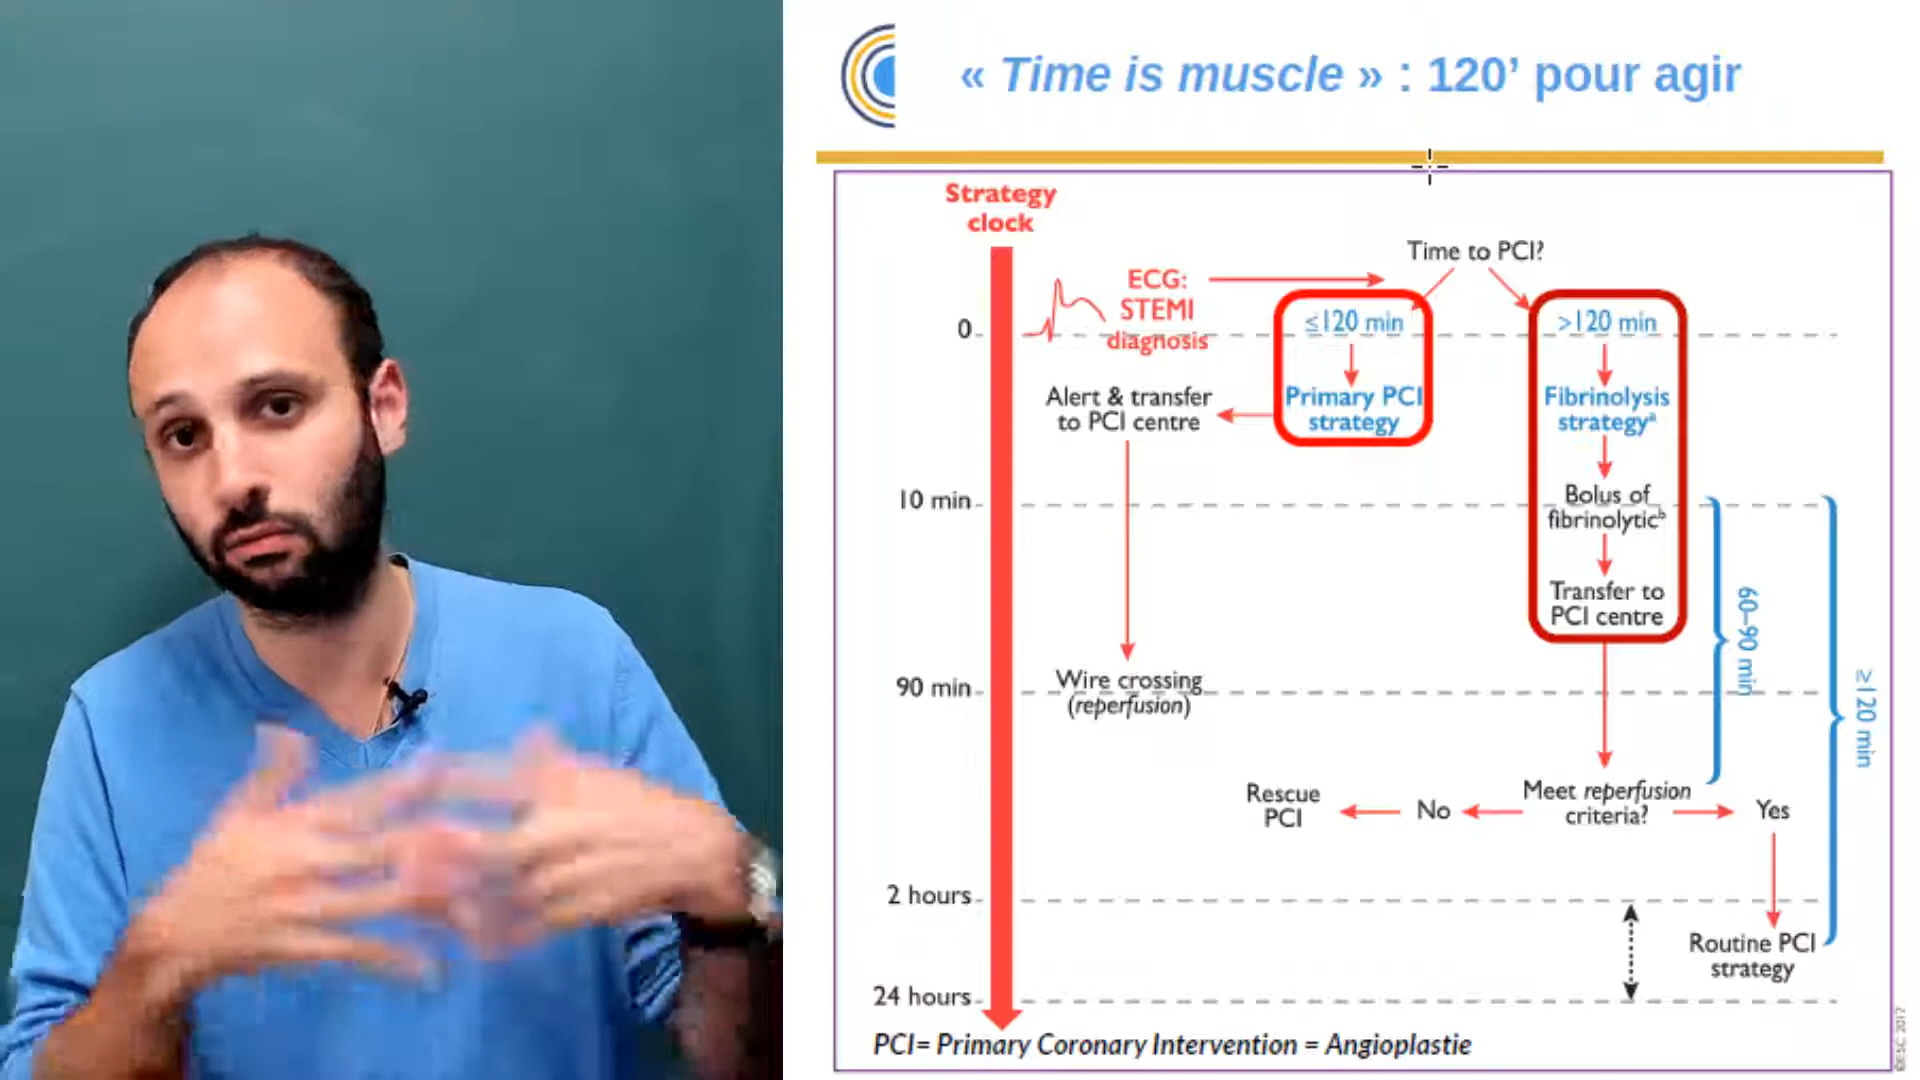 « Time is muscle » : 120’ pour agir
Strategy
clock
Time to PCI?
ECG:
STEMI
diagnosis
≤120 min
>120 min
0
Alert & transfer
to PCI centre
Primary PCI
strategy
Fibrinolysis
strategyᵃ
10 min
Bolus of
fibrinolyticᵇ
Transfer to
PCI centre
60–90 min
≥120 min
90 min
Wire crossing
(reperfusion)
Rescue
PCI
No
Meet reperfusion
criteria?
Yes
2 hours
Routine PCI
strategy
24 hours
PCI= Primary Coronary Intervention = Angioplastie
©ESC 2017